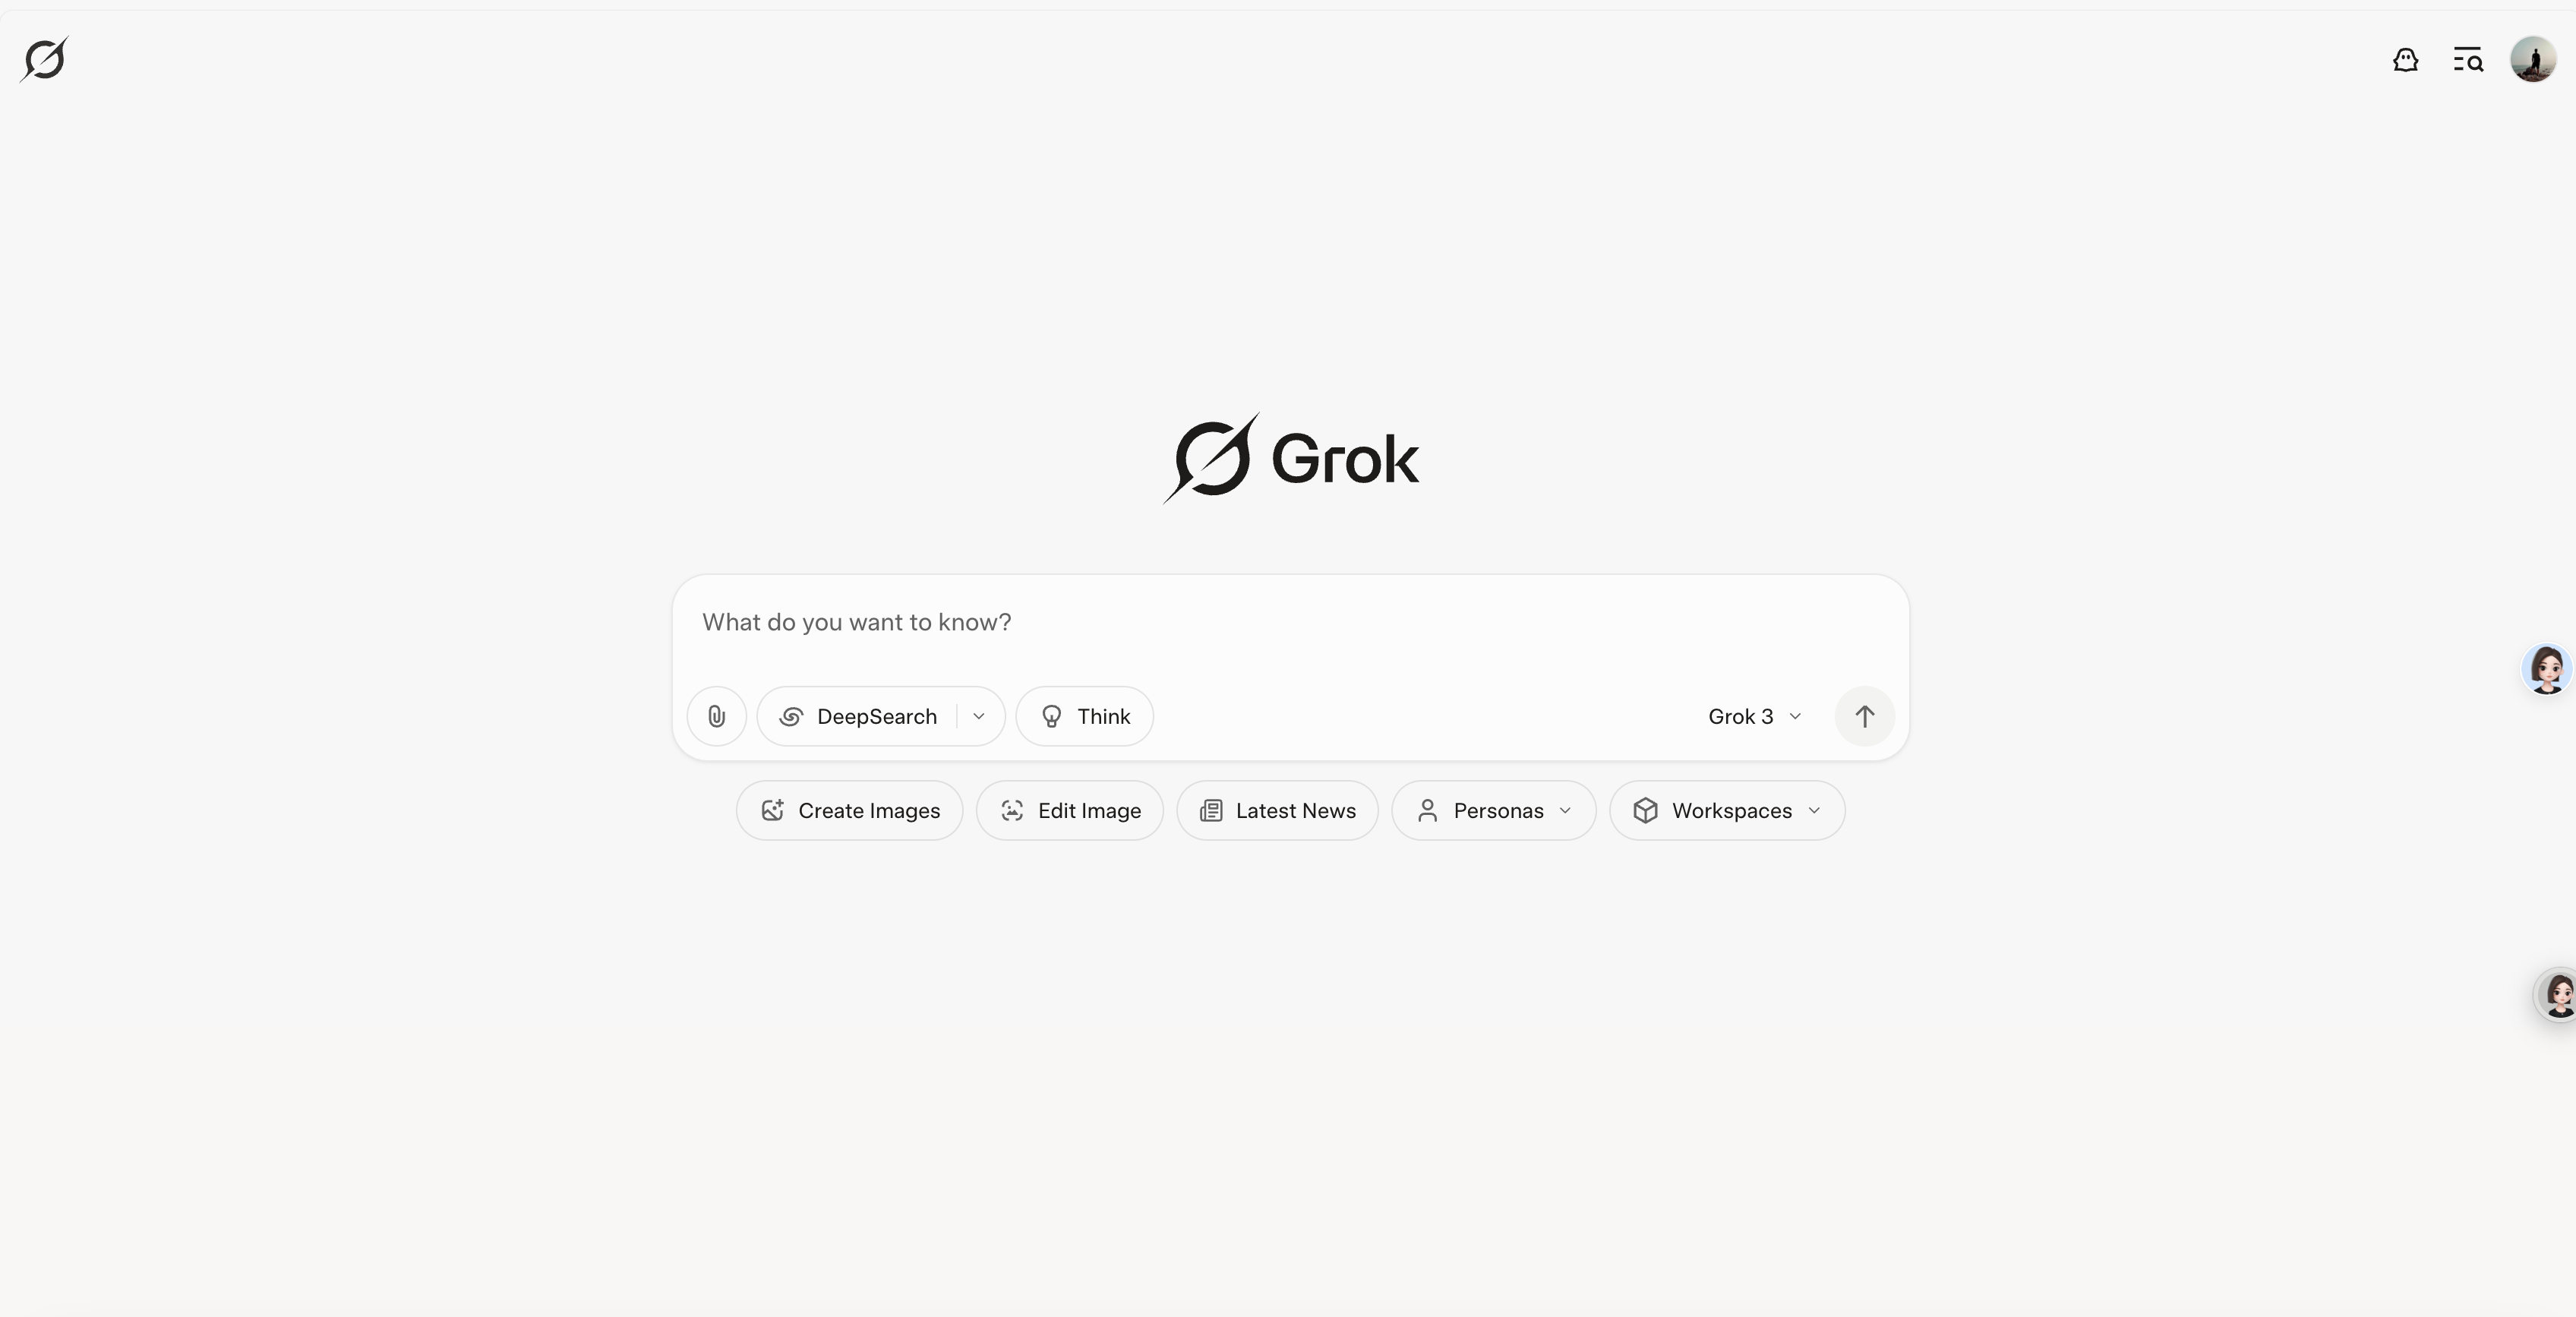 Grok
What do you want to know?
DeepSearch
Think
Grok 3
Create Images
Edit Image
Latest News
Personas
Workspaces